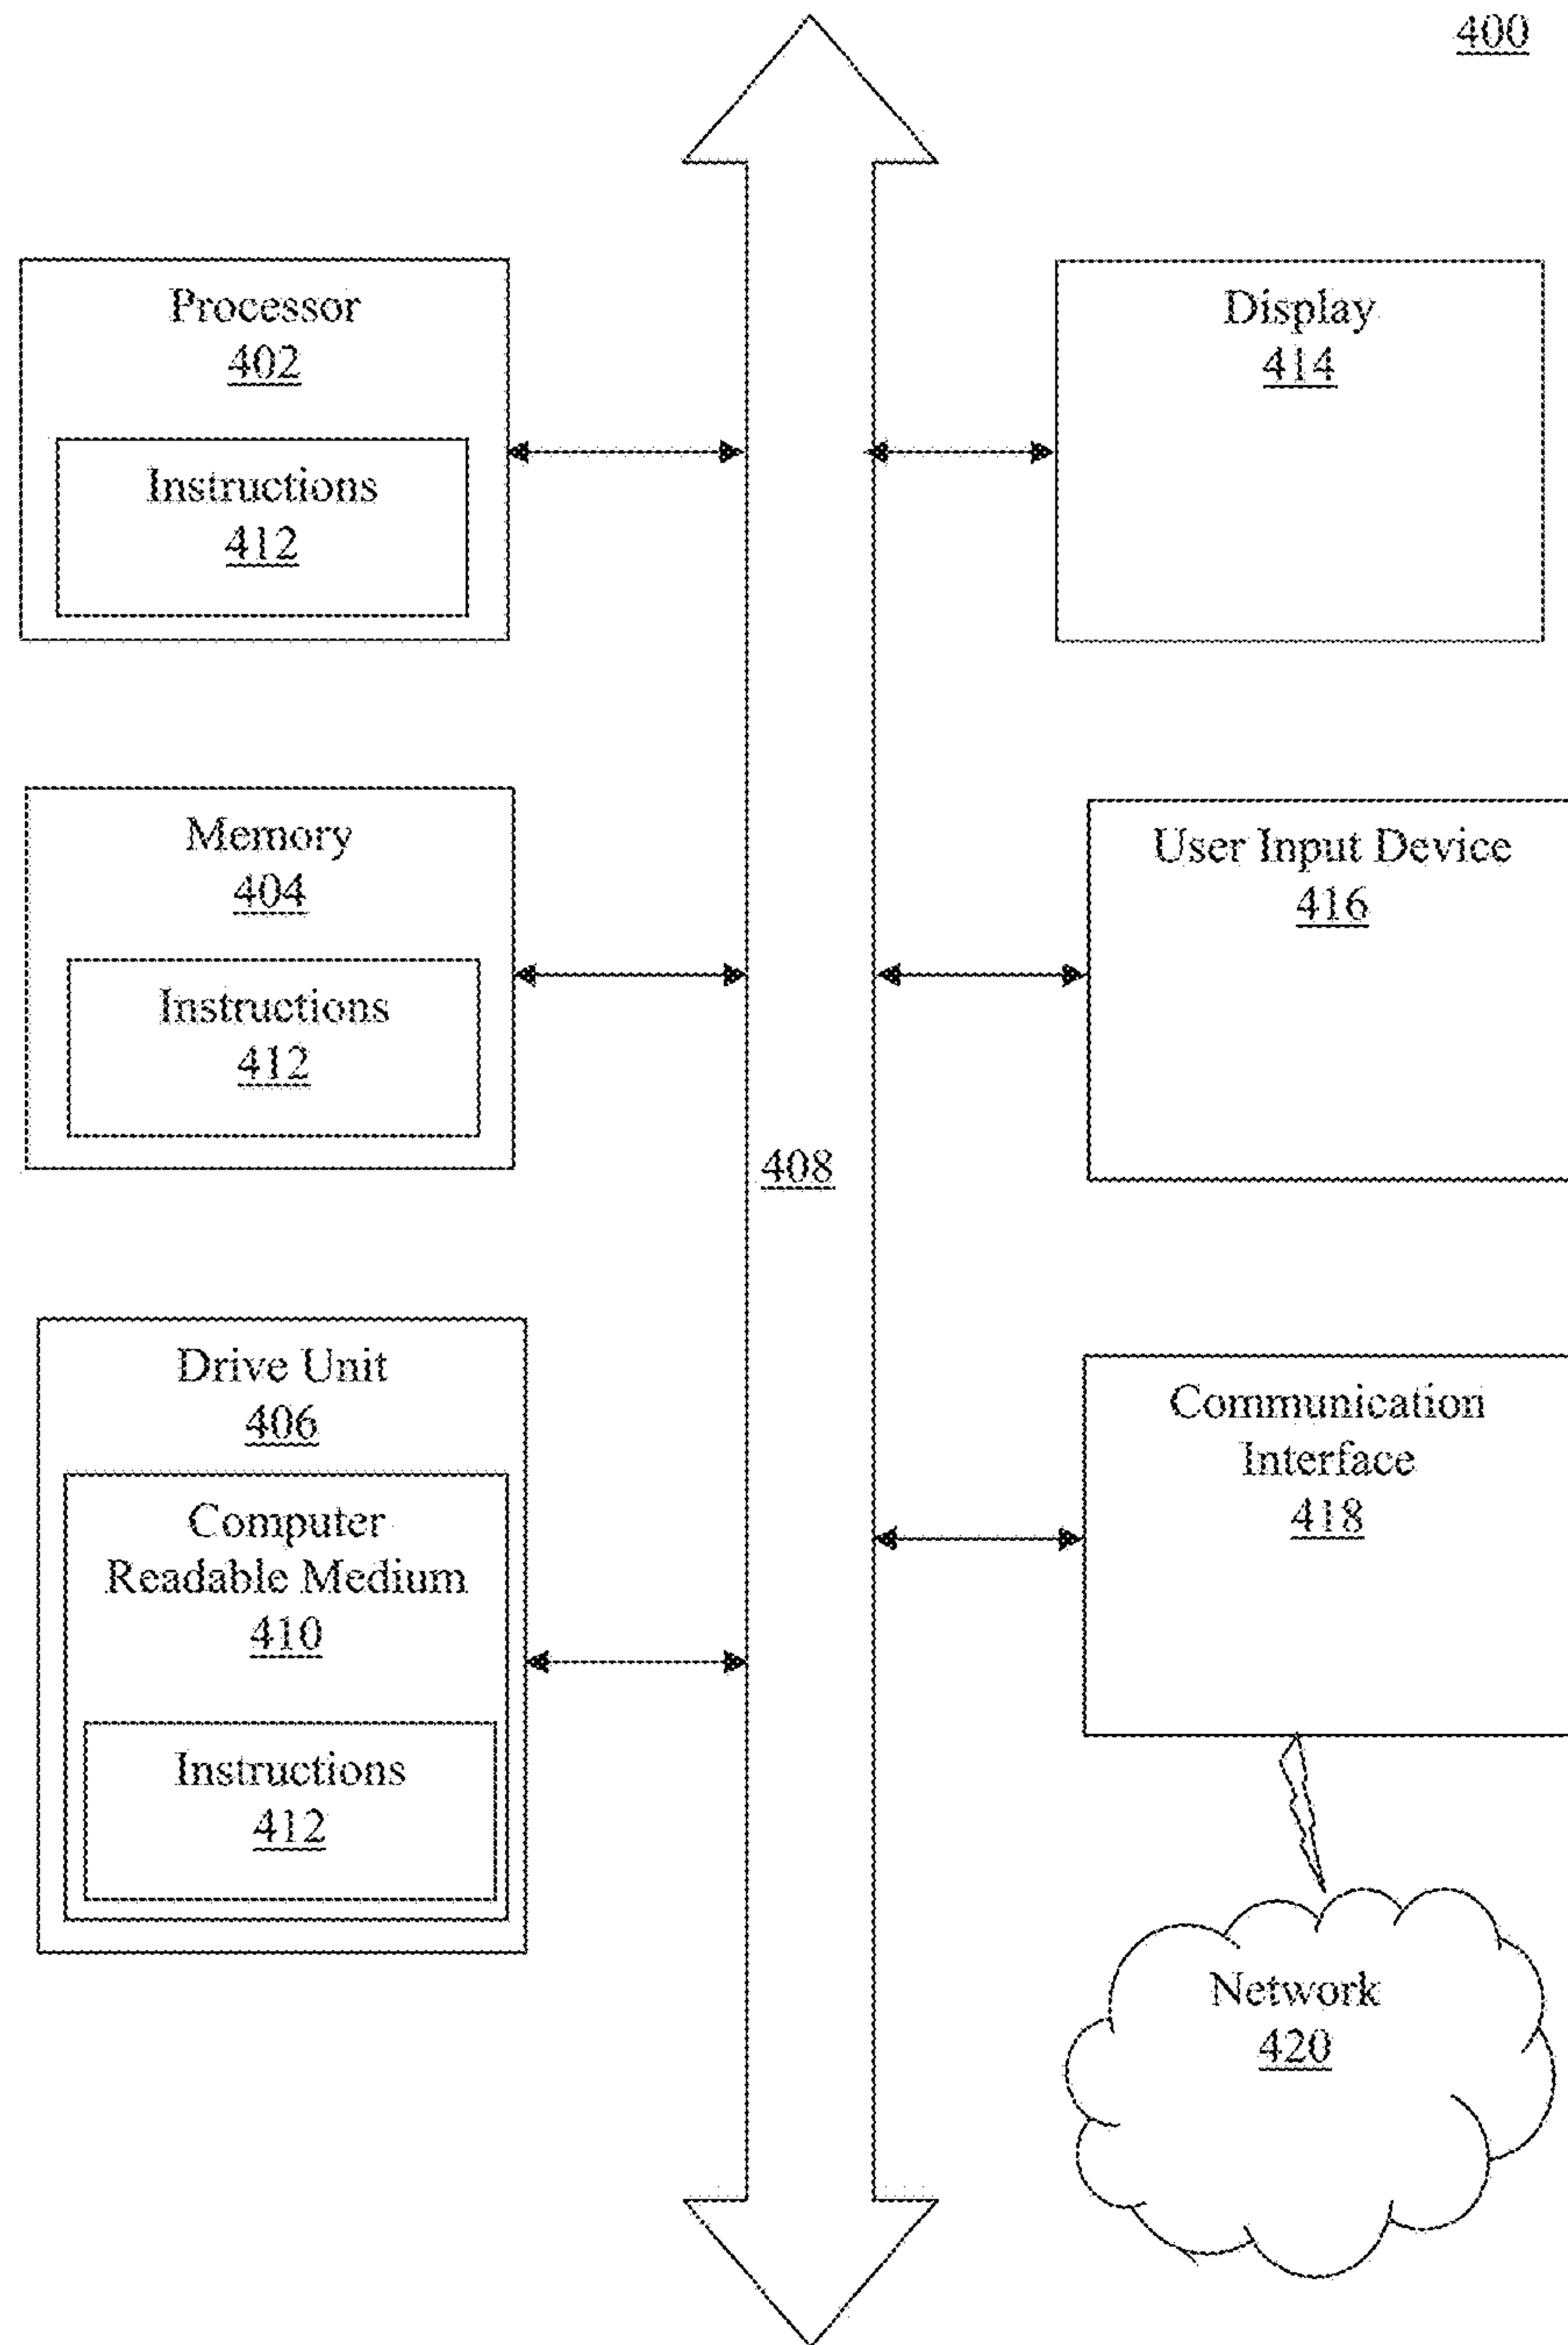 400
Processor
402
Instructions
412
Display
414
Memory
404
Instructions
412
User Input Device
416
408
Drive Unit
406
Computer
Readable Medium
410
Instructions
412
Communication
Interface
418
Network
420